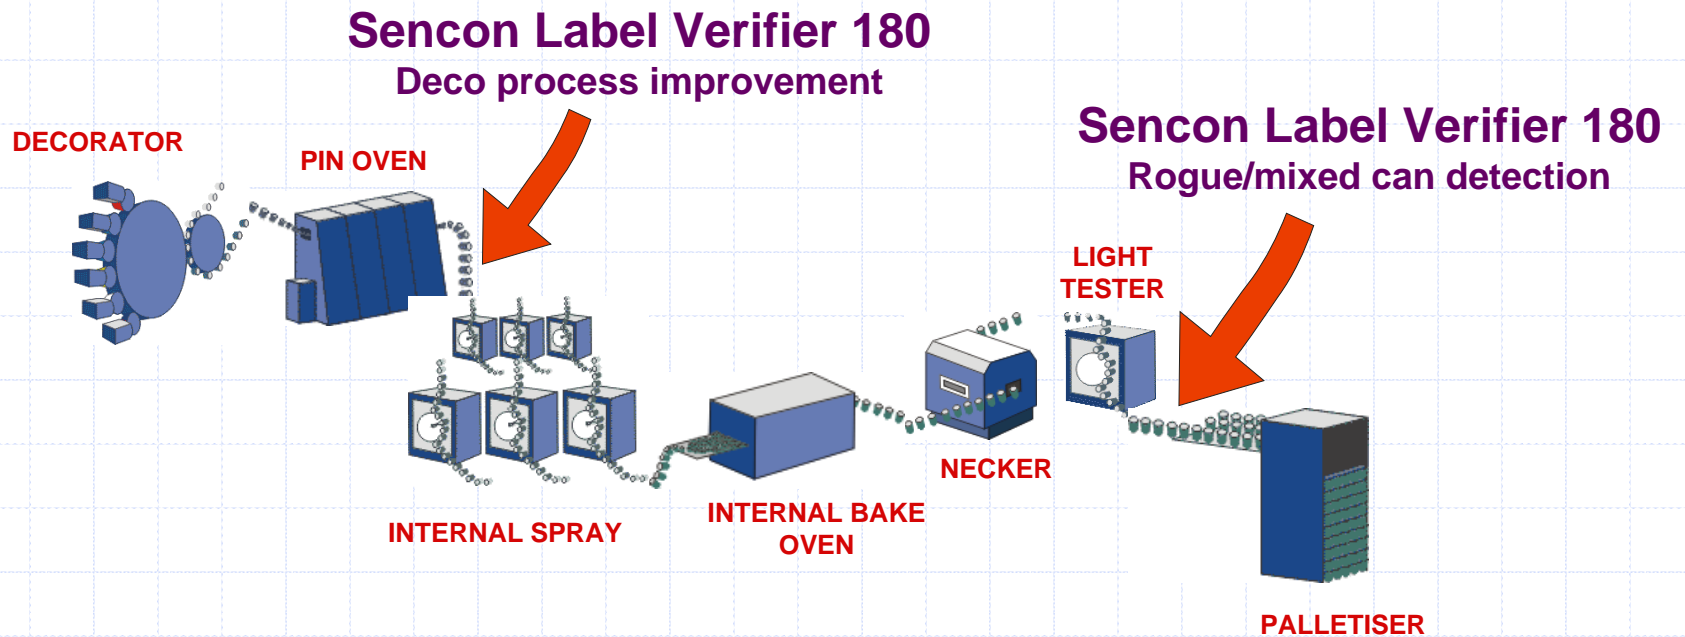 Sencon Label Verifier 180
Deco process improvement
Sencon Label Verifier 180
Rogue/mixed can detection
DECORATOR
PIN OVEN
LIGHT
TESTER
NECKER
INTERNAL SPRAY
INTERNAL BAKE
OVEN
PALLETISER